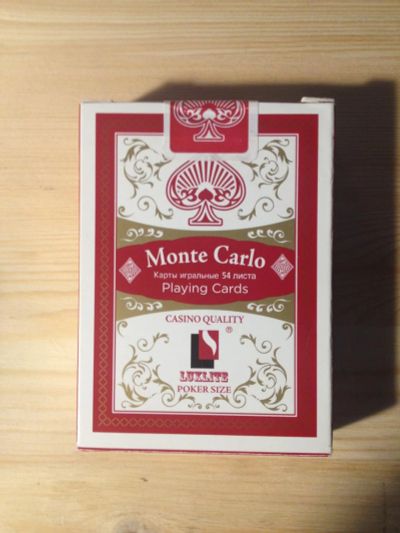 Monte Carlo
Карты игральные 54 листа
Playing Cards
CASINO QUALITY
®
LUXLITE
POKER SIZE